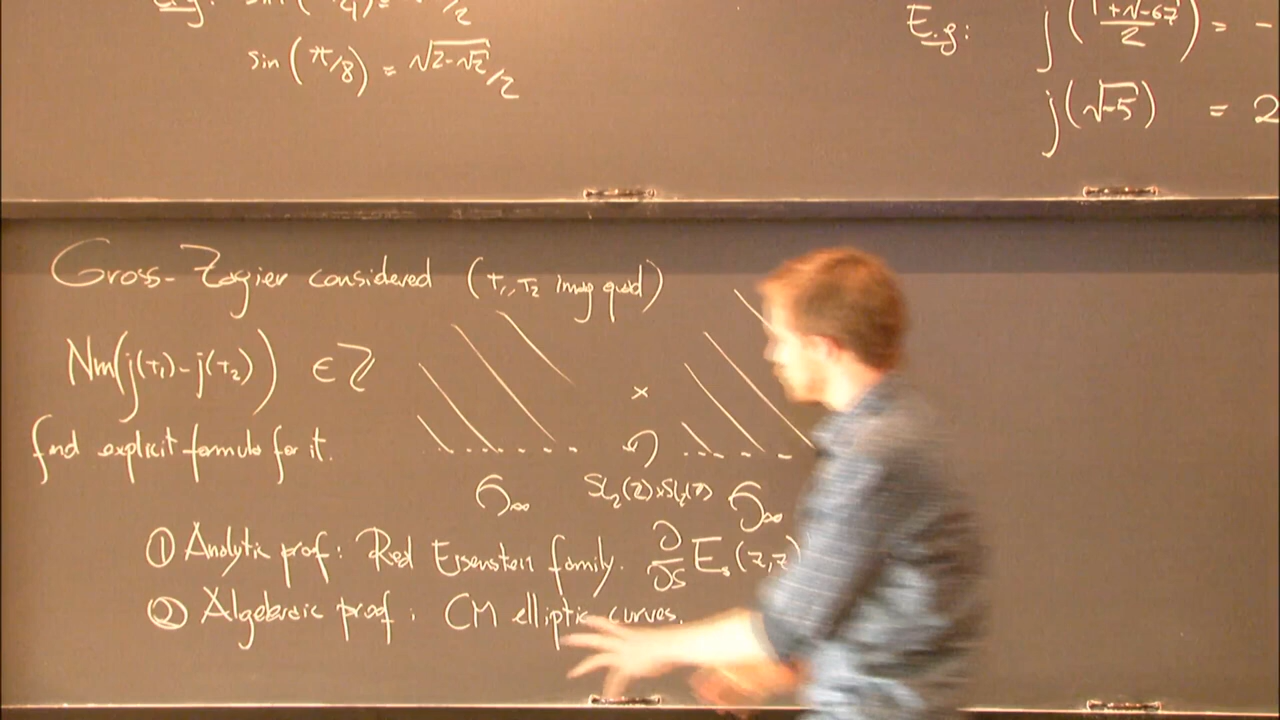 E.g:
sin(π/8) = √(2-√2)/2
E.g: j((1+√-67)/2) = -
j(√-5) = 2
Gross-Zagier considered (τ₁, τ₂ imag quad)
Nm(j(τ₁)-j(τ₂)) ∈ ℤ
×
find explicit formula for it.
SL₂(Z)×SL₂(Z)
① Analytic prof: Real Eisenstein family. ∂/∂s Eₛ(z,z)
② Algebraic prof: CM elliptic curves.